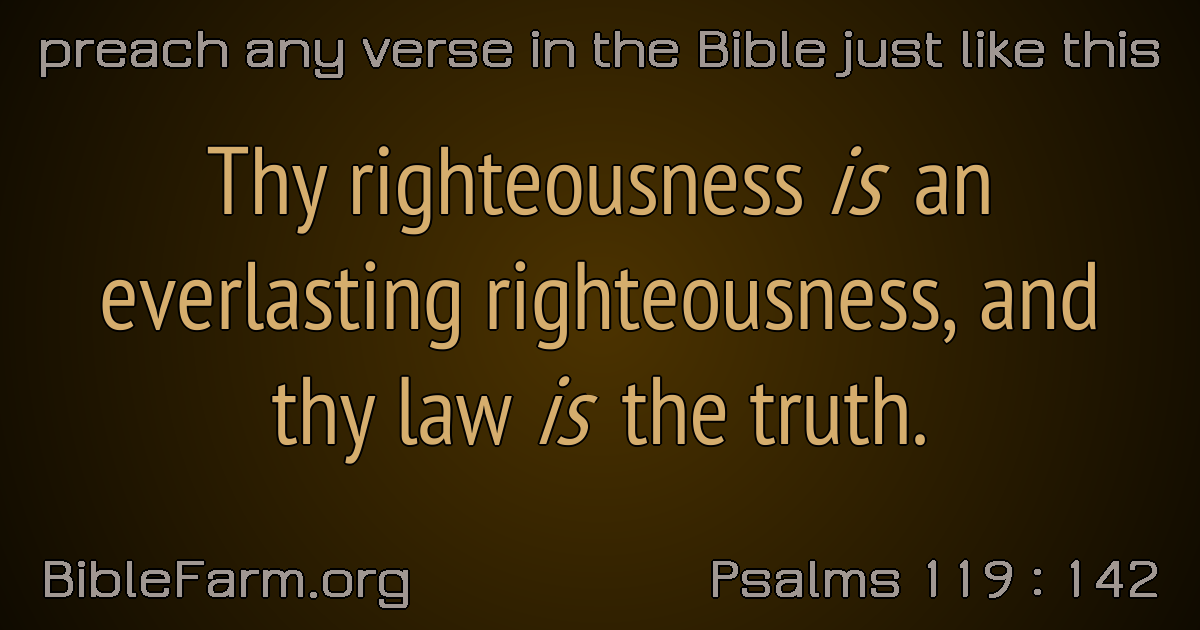 preach any verse in the Bible just like this
Thy righteousness is an
everlasting righteousness, and
thy law is the truth.
BibleFarm.org
Psalms 119 : 142